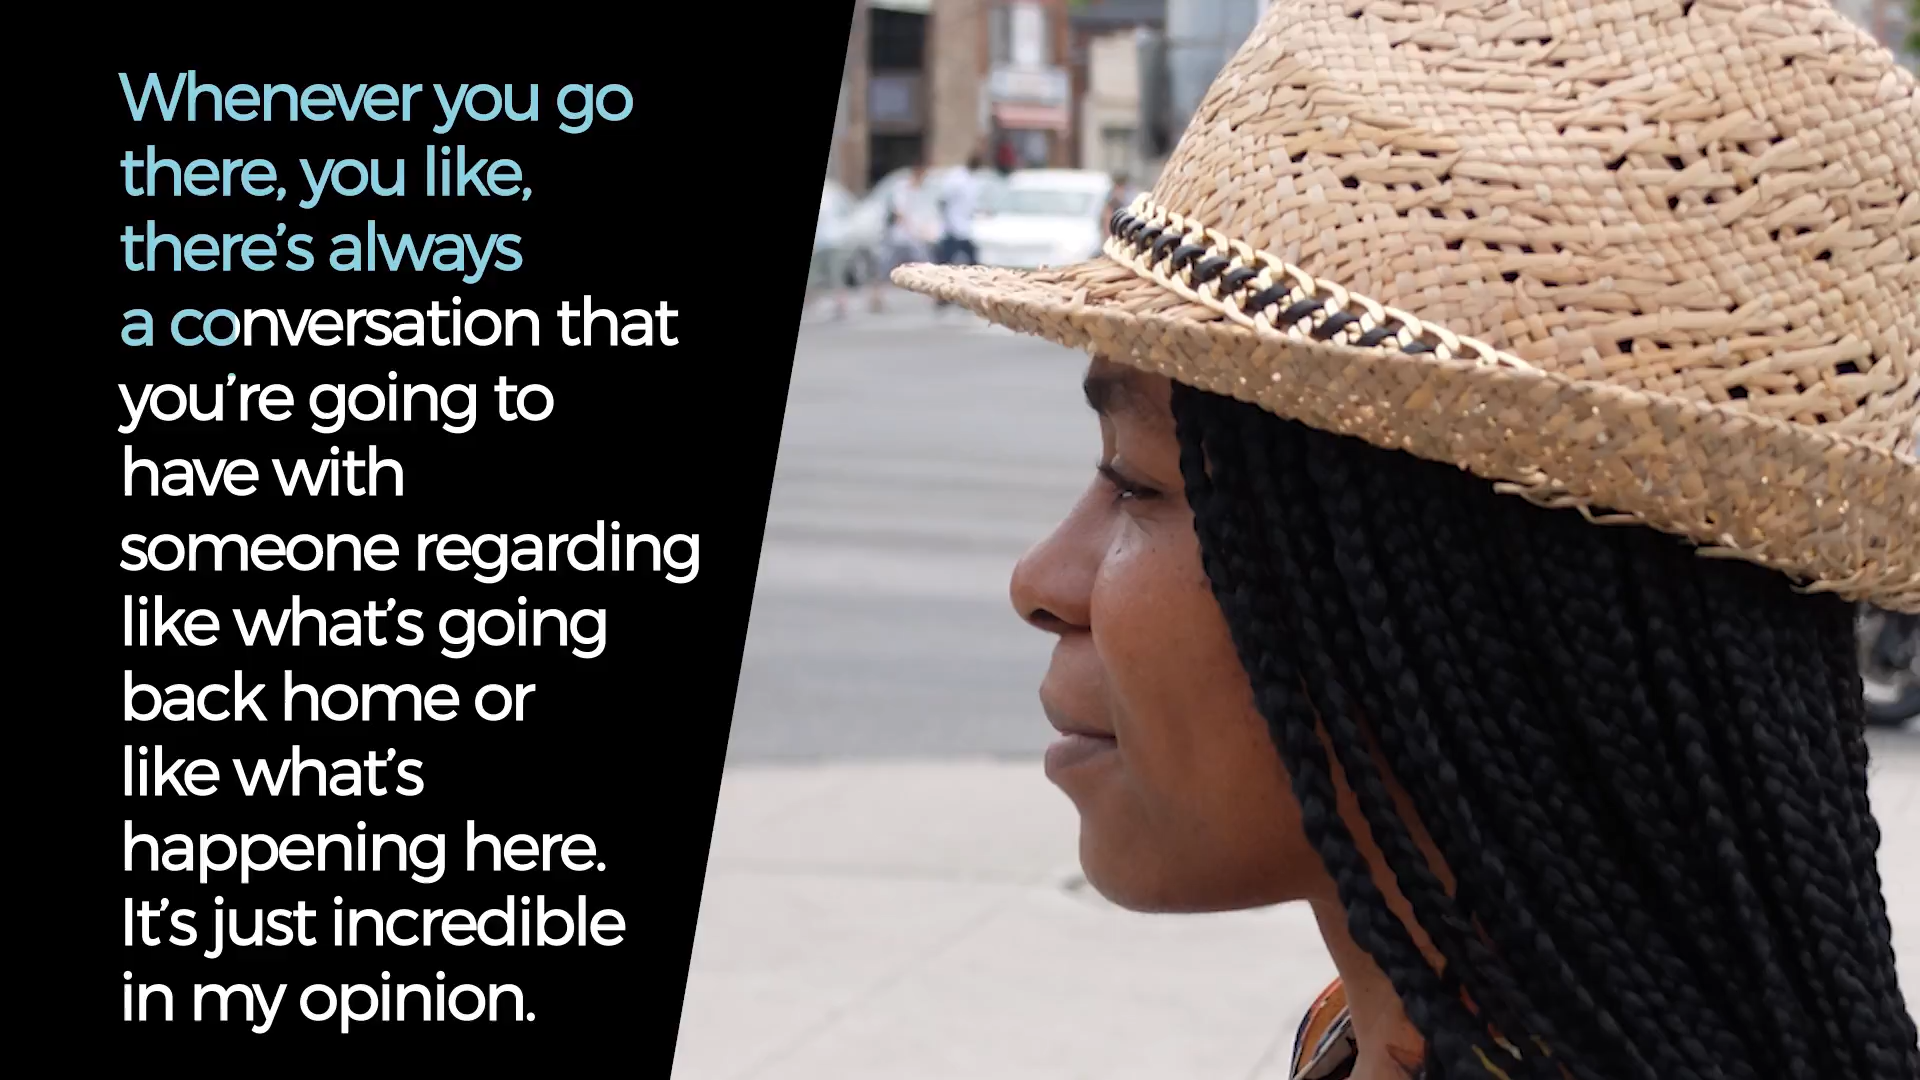 Whenever you go
there, you like,
there’s always
a conversation that
you’re going to
have with
someone regarding
like what’s going
back home or
like what’s
happening here.
It’s just incredible
in my opinion.